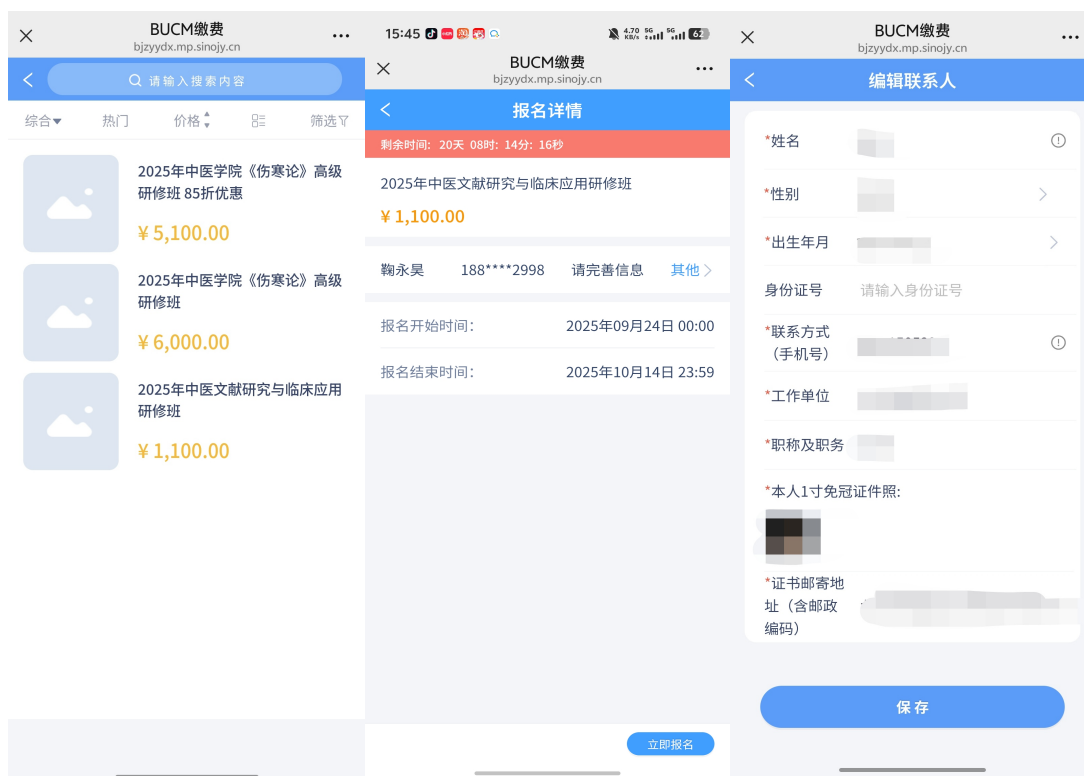 BUCM缴费
bjzyydx.mp.sinojy.cn
请输入搜索内容
综合
热门
价格
筛选
2025年中医学院《伤寒论》高级
研修班 85折优惠
¥5,100.00
2025年中医学院《伤寒论》高级
研修班
¥6,000.00
2025年中医文献研究与临床应用
研修班
¥1,100.00
15:45
4.70 KB/s 5G 5G 62
BUCM缴费
bjzyydx.mp.sinojy.cn
报名详情
剩余时间: 20天 08时: 14分: 16秒
2025年中医文献研究与临床应用研修班
¥1,100.00
鞠永昊 188****2998 请完善信息 其他
报名开始时间: 2025年09月24日 00:00
报名结束时间: 2025年10月14日 23:59
立即报名
BUCM缴费
bjzyydx.mp.sinojy.cn
编辑联系人
*姓名
*性别
*出生年月
身份证号 请输入身份证号
*联系方式
（手机号）
*工作单位
*职称及职务
*本人1寸免冠证件照:
*证书邮寄地
址（含邮政
编码）
保存